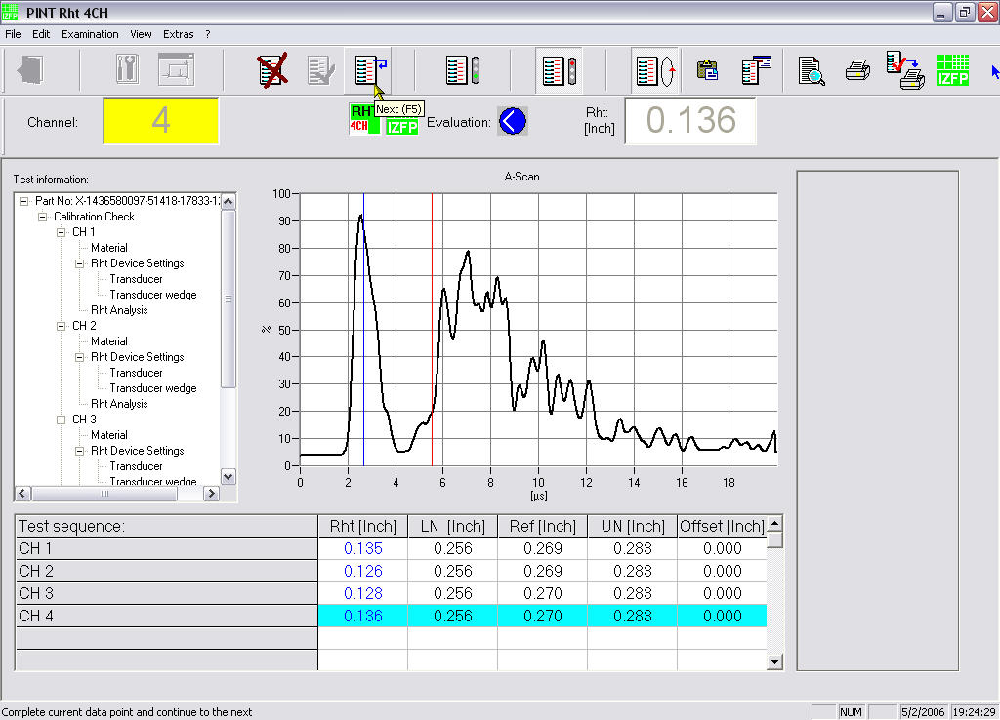 PINT Rht 4CH
File Edit Examination View Extras ?
IZFP
Next (F5)
Channel: 4
RHT
4CH
IZFP
Evaluation:
Rht:
[Inch]
0.136
Test information:
Part No: X-1436580097-51418-17833-12
Calibration Check
CH 1
Material
Rht Device Settings
Transducer
Transducer wedge
Rht Analysis
CH 2
Material
Rht Device Settings
Transducer
Transducer wedge
Rht Analysis
CH 3
Material
Rht Device Settings
Transducer
Transducer wedge
A-Scan
100
90
80
70
60
%
50
40
30
20
10
0
0 2 4 6 8 10 12 14 16 18
[µs]
Test sequence: Rht [Inch] LN [Inch] Ref [Inch] UN [Inch] Offset [Inch]
CH 1 0.135 0.256 0.269 0.283 0.000
CH 2 0.126 0.256 0.269 0.283 0.000
CH 3 0.128 0.256 0.270 0.283 0.000
CH 4 0.136 0.256 0.270 0.283 0.000
Complete current data point and continue to the next
NUM 5/2/2006 19:24:29